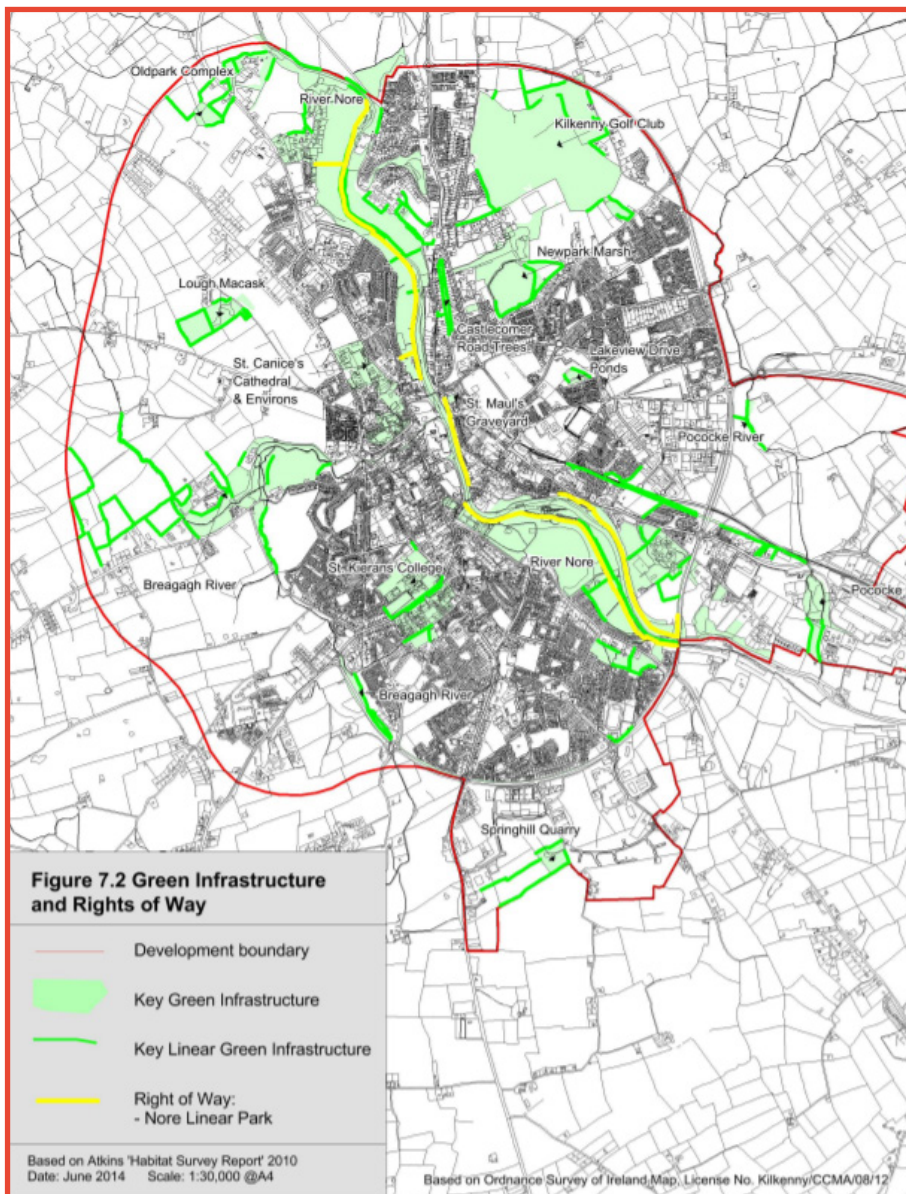 Oldpark Complex
River Nore
Kilkenny Golf Club
Newpark Marsh
Lough Macask
Castlecomer
Road Trees
Lakeview Drive
Ponds
St. Canice's
Cathedral
& Environs
St. Maul's
Graveyard
Pococke River
Breagagh River
St. Kierans College
River Nore
Pococke
Breagagh River
Springhill Quarry
Figure 7.2 Green Infrastructure
and Rights of Way
Development boundary
Key Green Infrastructure
Key Linear Green Infrastructure
Right of Way:
- Nore Linear Park
Based on Atkins 'Habitat Survey Report' 2010
Date: June 2014 Scale: 1:30,000 @A4
Based on Ordnance Survey of Ireland Map, License No. Kilkenny/CCMA/08/12